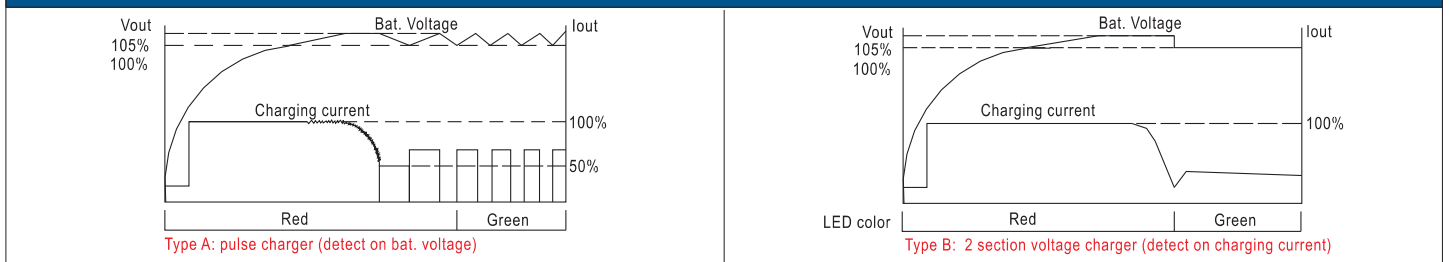 Vout
105%
100%
Bat. Voltage
Iout
Charging current
100%
50%
Red
Green
Type A: pulse charger (detect on bat. voltage)
Vout
105%
100%
Bat. Voltage
Iout
Charging current
100%
LED color
Red
Green
Type B: 2 section voltage charger (detect on charging current)